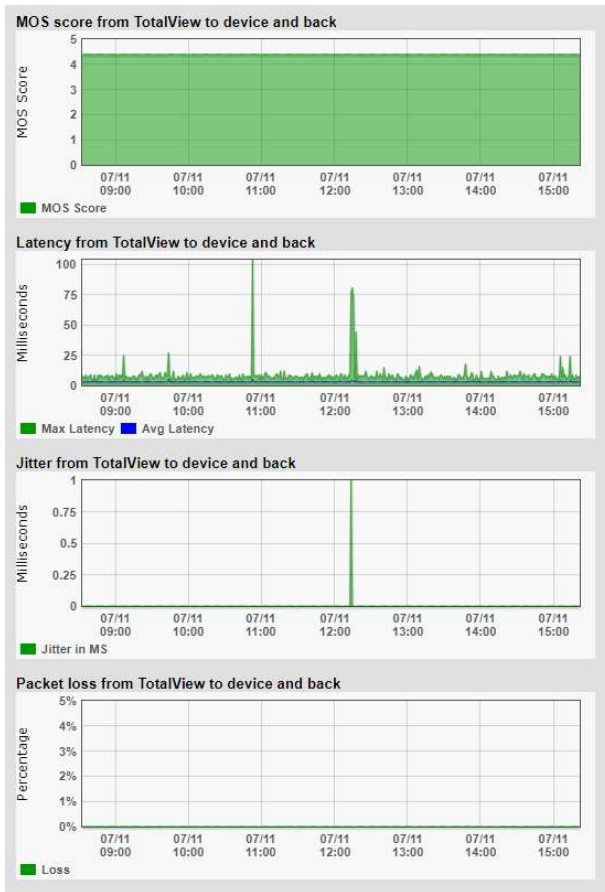 MOS score from TotalView to device and back
MOS Score
5
4
3
2
1
0
07/11 07/11 07/11 07/11 07/11 07/11 07/11
09:00 10:00 11:00 12:00 13:00 14:00 15:00
MOS Score
Latency from TotalView to device and back
Milliseconds
100
75
50
25
0
07/11 07/11 07/11 07/11 07/11 07/11 07/11
09:00 10:00 11:00 12:00 13:00 14:00 15:00
Max Latency Avg Latency
Jitter from TotalView to device and back
Milliseconds
1
0.75
0.5
0.25
0
07/11 07/11 07/11 07/11 07/11 07/11 07/11
09:00 10:00 11:00 12:00 13:00 14:00 15:00
Jitter in MS
Packet loss from TotalView to device and back
Percentage
5%
4%
3%
2%
1%
0%
07/11 07/11 07/11 07/11 07/11 07/11 07/11
09:00 10:00 11:00 12:00 13:00 14:00 15:00
Loss